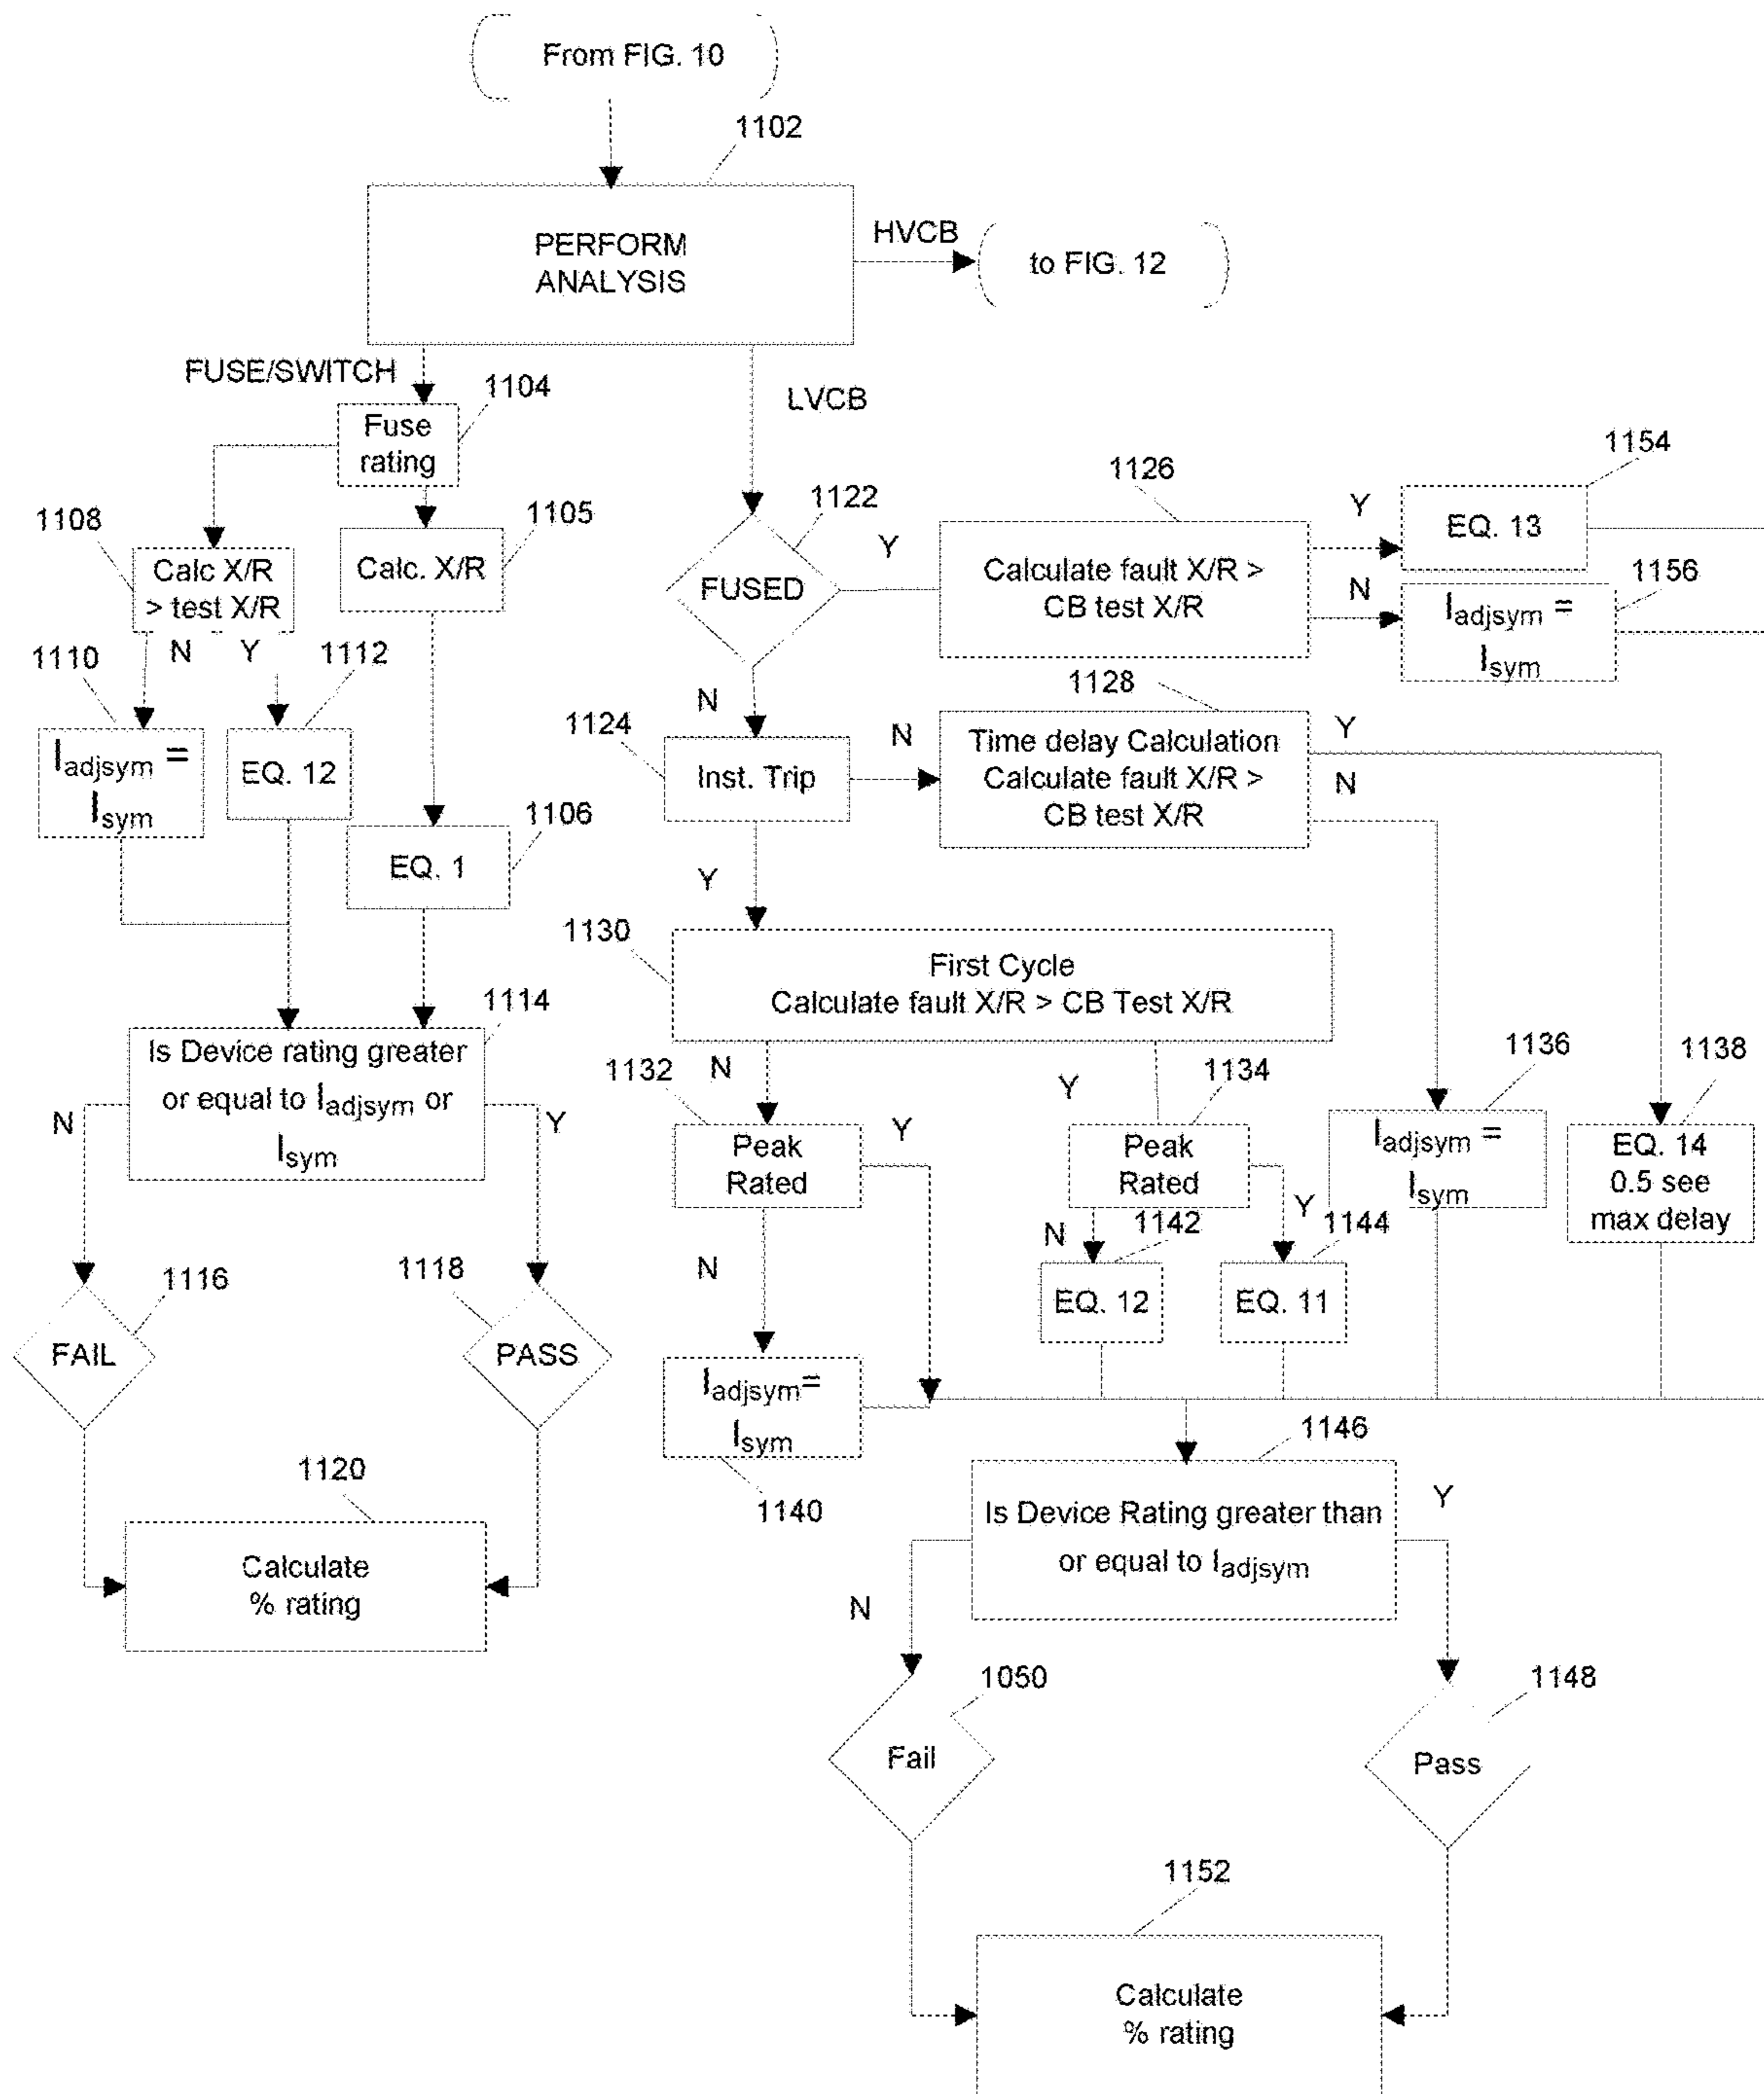 From FIG. 10
1102
PERFORM
ANALYSIS
HVCB
to FIG. 12
FUSE/SWITCH
LVCB
1104
Fuse
rating
1108
Calc X/R
> test X/R
1105
Calc. X/R
N
Y
1110
Iadjsym =
Isym
1112
EQ. 12
1106
EQ. 1
1114
Is Device rating greater
or equal to Iadjsym or
Isym
N
Y
1116
FAIL
1118
PASS
1120
Calculate
% rating
1122
FUSED
Y
N
1126
Calculate fault X/R >
CB test X/R
Y
N
1154
EQ. 13
1156
Iadjsym =
Isym
1124
Inst. Trip
N
Y
1128
Time delay Calculation
Calculate fault X/R >
CB test X/R
Y
N
1130
First Cycle
Calculate fault X/R > CB Test X/R
N
Y
1132
Peak
Rated
Y
N
1134
Peak
Rated
N
Y
1136
Iadjsym =
Isym
1138
EQ. 14
0.5 see
max delay
1142
EQ. 12
1144
EQ. 11
Iadjsym=
Isym
1140
1146
Is Device Rating greater than
or equal to Iadjsym
N
Y
1050
Fail
1148
Pass
1152
Calculate
% rating